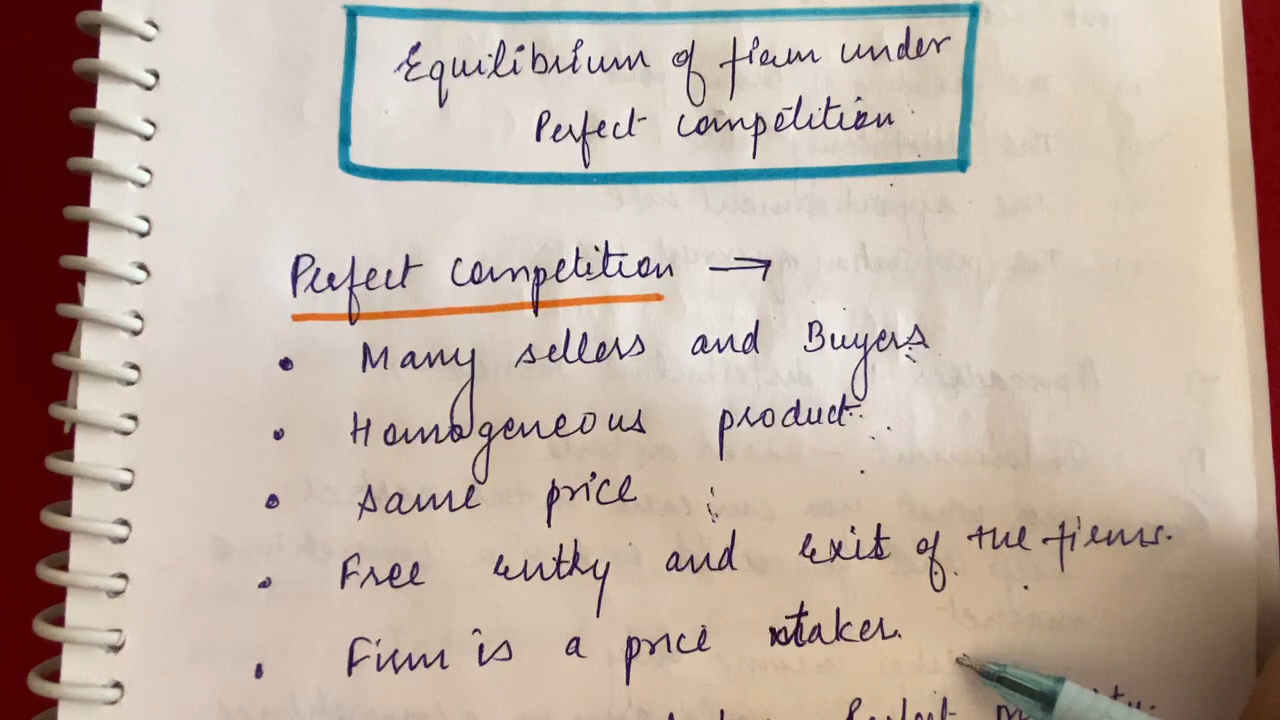 Equilibrium of firm under
Perfect competition
Perfect competition →
• Many sellers and Buyers
• Homogeneous product
• same price
• Free entry and exit of the firms.
• Firm is a price taker.
Perfect